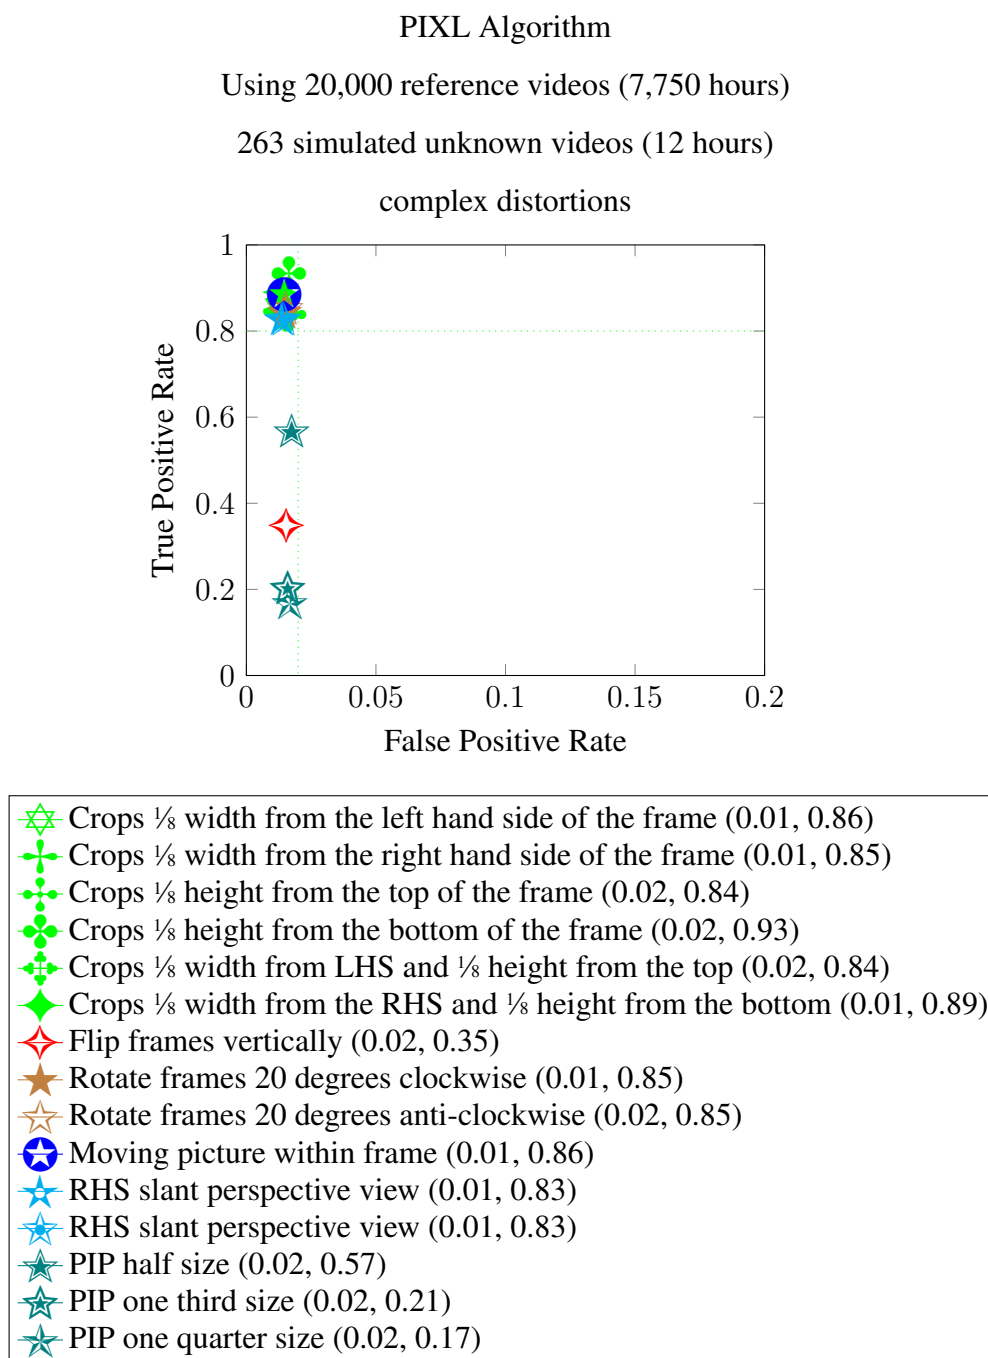 PIXL Algorithm
Using 20,000 reference videos (7,750 hours)
263 simulated unknown videos (12 hours)
complex distortions
1
0.8
0.6
0.4
0.2
0
True Positive Rate
0
0.05
0.1
0.15
0.2
False Positive Rate
Crops ⅛ width from the left hand side of the frame (0.01, 0.86)
Crops ⅛ width from the right hand side of the frame (0.01, 0.85)
Crops ⅛ height from the top of the frame (0.02, 0.84)
Crops ⅛ height from the bottom of the frame (0.02, 0.93)
Crops ⅛ width from LHS and ⅛ height from the top (0.02, 0.84)
Crops ⅛ width from the RHS and ⅛ height from the bottom (0.01, 0.89)
Flip frames vertically (0.02, 0.35)
Rotate frames 20 degrees clockwise (0.01, 0.85)
Rotate frames 20 degrees anti-clockwise (0.02, 0.85)
Moving picture within frame (0.01, 0.86)
RHS slant perspective view (0.01, 0.83)
RHS slant perspective view (0.01, 0.83)
PIP half size (0.02, 0.57)
PIP one third size (0.02, 0.21)
PIP one quarter size (0.02, 0.17)